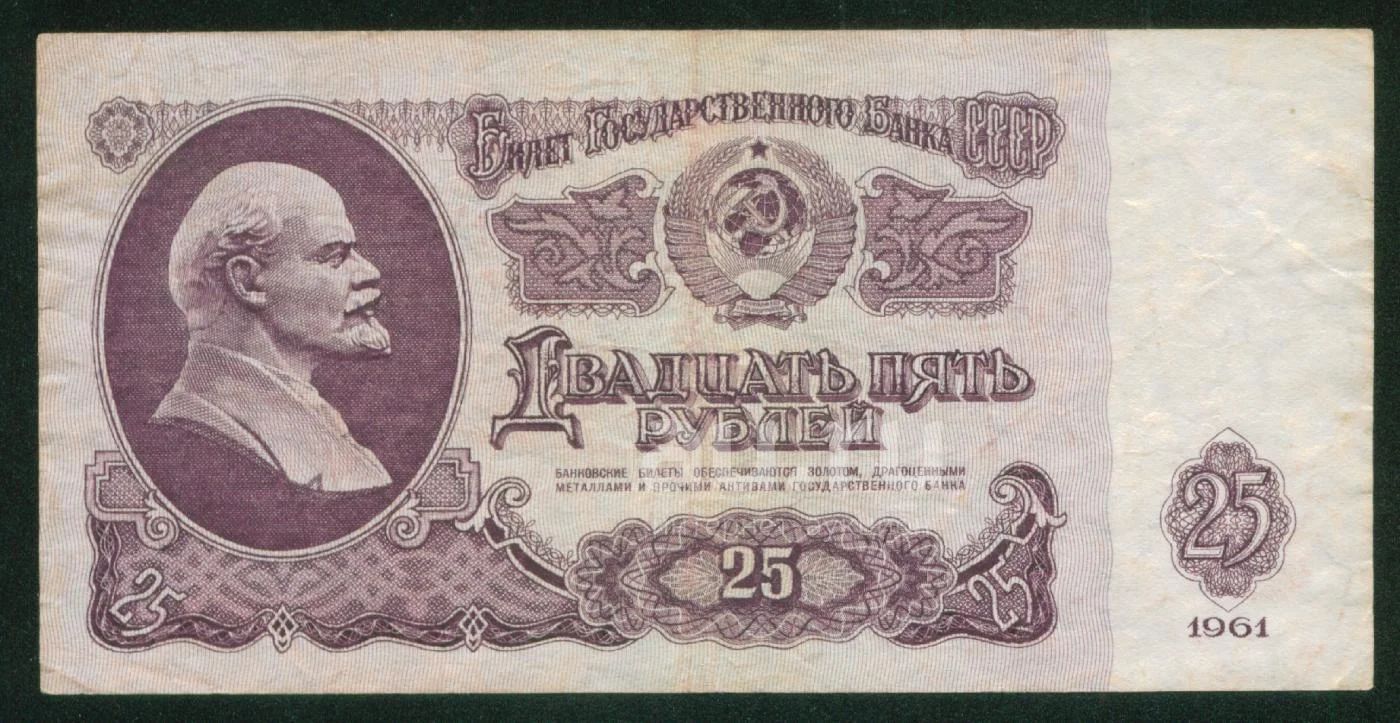 Билет Государственного Банка СССР
Двадцать пять
рублей
БАНКОВСКИЕ БИЛЕТЫ ОБЕСПЕЧИВАЮТСЯ ЗОЛОТОМ, ДРАГОЦЕННЫМИ
МЕТАЛЛАМИ И ПРОЧИМИ АКТИВАМИ ГОСУДАРСТВЕННОГО БАНКА
25
25
25
25
1961